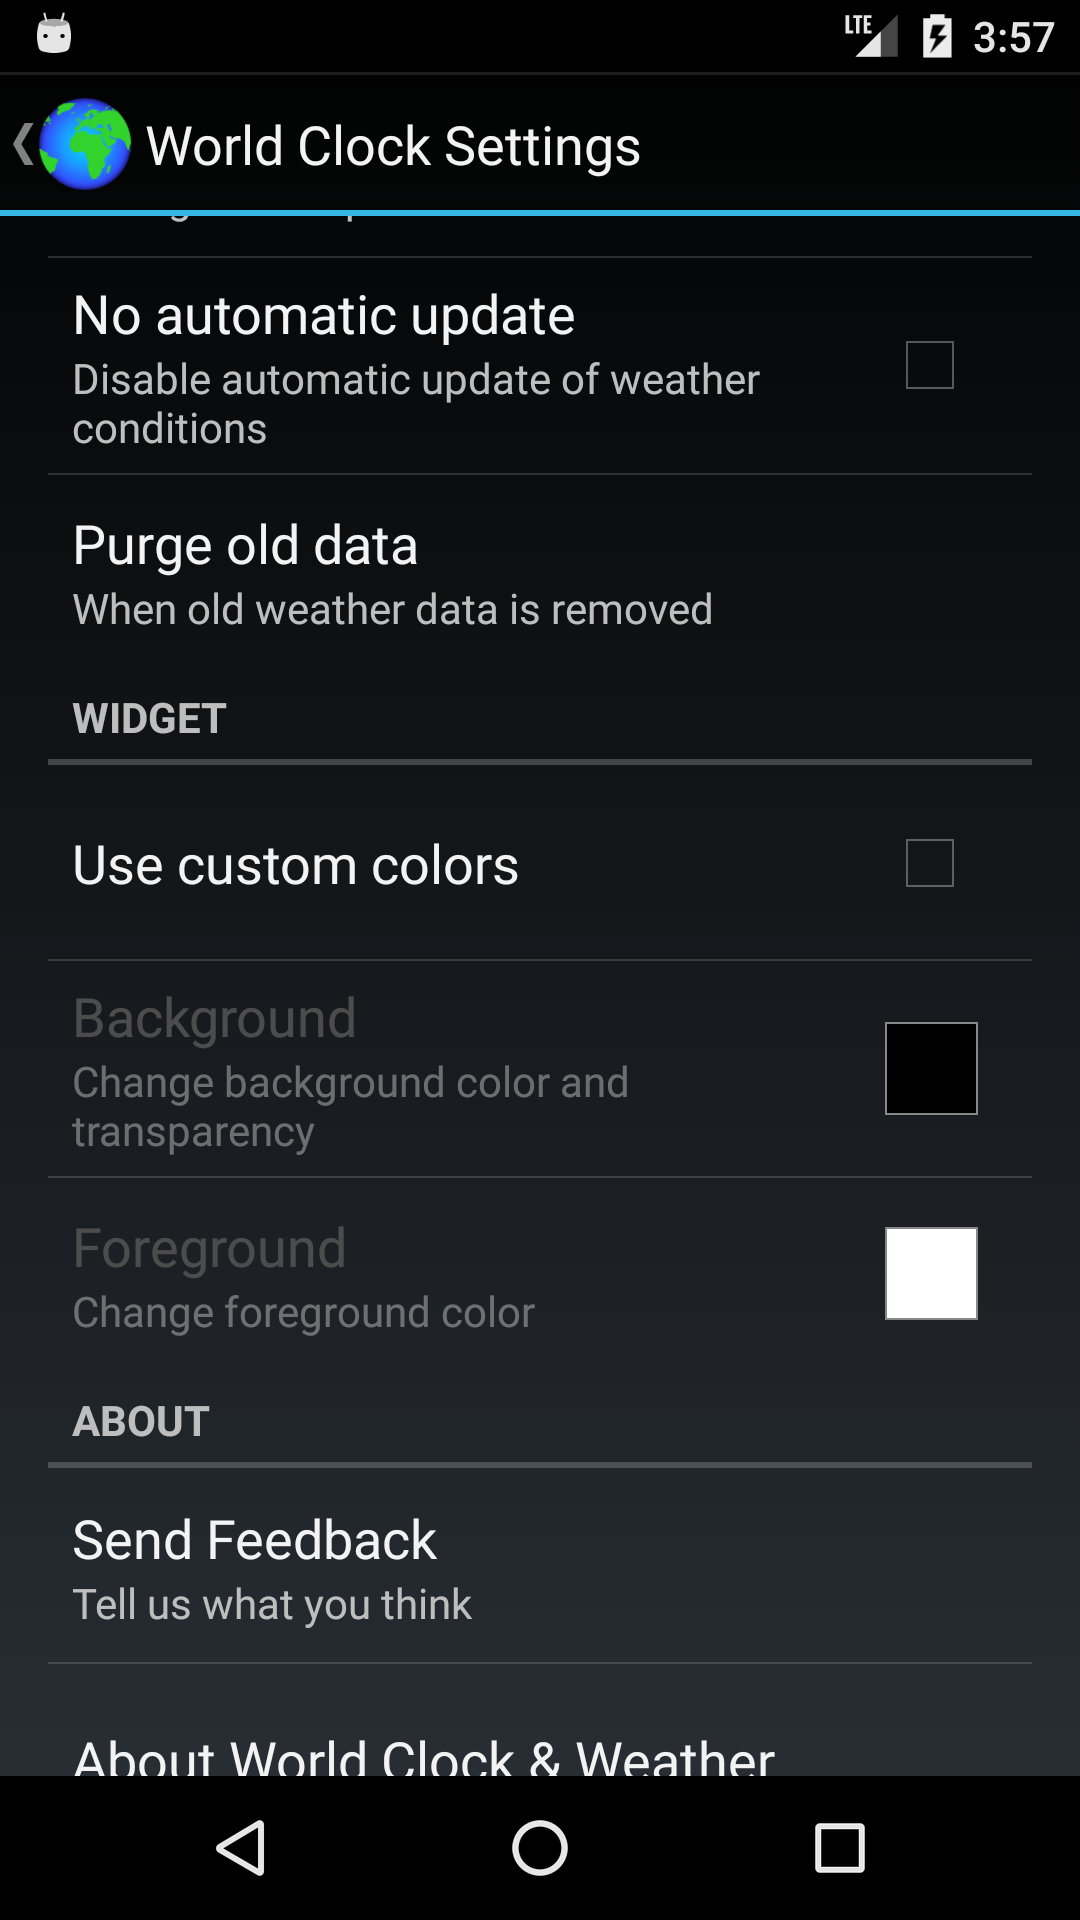 LTE 3:57
World Clock Settings
No automatic update
Disable automatic update of weather
conditions
Purge old data
When old weather data is removed
WIDGET
Use custom colors
Background
Change background color and
transparency
Foreground
Change foreground color
ABOUT
Send Feedback
Tell us what you think
About World Clock & Weather